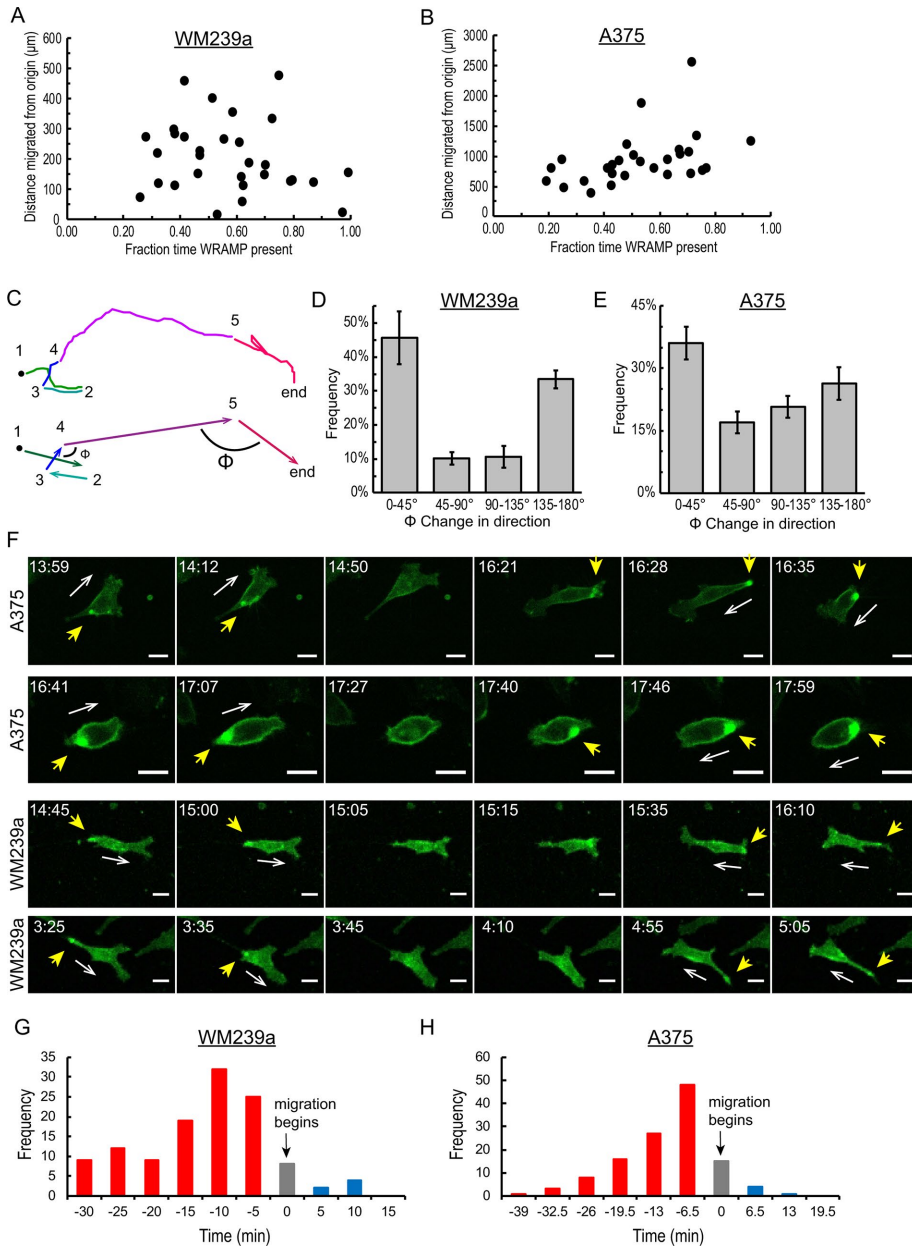 A
WM239a
Distance migrated from origin (µm)
600
500
400
300
200
100
0
0.00 0.20 0.40 0.60 0.80 1.00
Fraction time WRAMP present
B
A375
Distance migrated from origin (µm)
3000
2500
2000
1500
1000
500
0
0.00 0.20 0.40 0.60 0.80 1.00
Fraction time WRAMP present
C
1
4
5
3
2
end
1
4
5
Φ
Φ
3
2
end
D
WM239a
Frequency
50%
40%
30%
20%
10%
0%
0-45° 45-90° 90-135° 135-180°
Φ Change in direction
E
A375
Frequency
45%
30%
15%
0%
0-45° 45-90° 90-135° 135-180°
Φ Change in direction
F
A375
13:59 14:12 14:50 16:21 16:28 16:35
A375
16:41 17:07 17:27 17:40 17:46 17:59
WM239a
14:45 15:00 15:05 15:15 15:35 16:10
WM239a
3:25 3:35 3:45 4:10 4:55 5:05
G
WM239a
Frequency
35
30
25
20
15
10
5
0
migration
begins
-30 -25 -20 -15 -10 -5 0 5 10 15
Time (min)
H
A375
Frequency
60
50
40
30
20
10
0
migration
begins
-39 -32.5 -26 -19.5 -13 -6.5 0 6.5 13 19.5
Time (min)